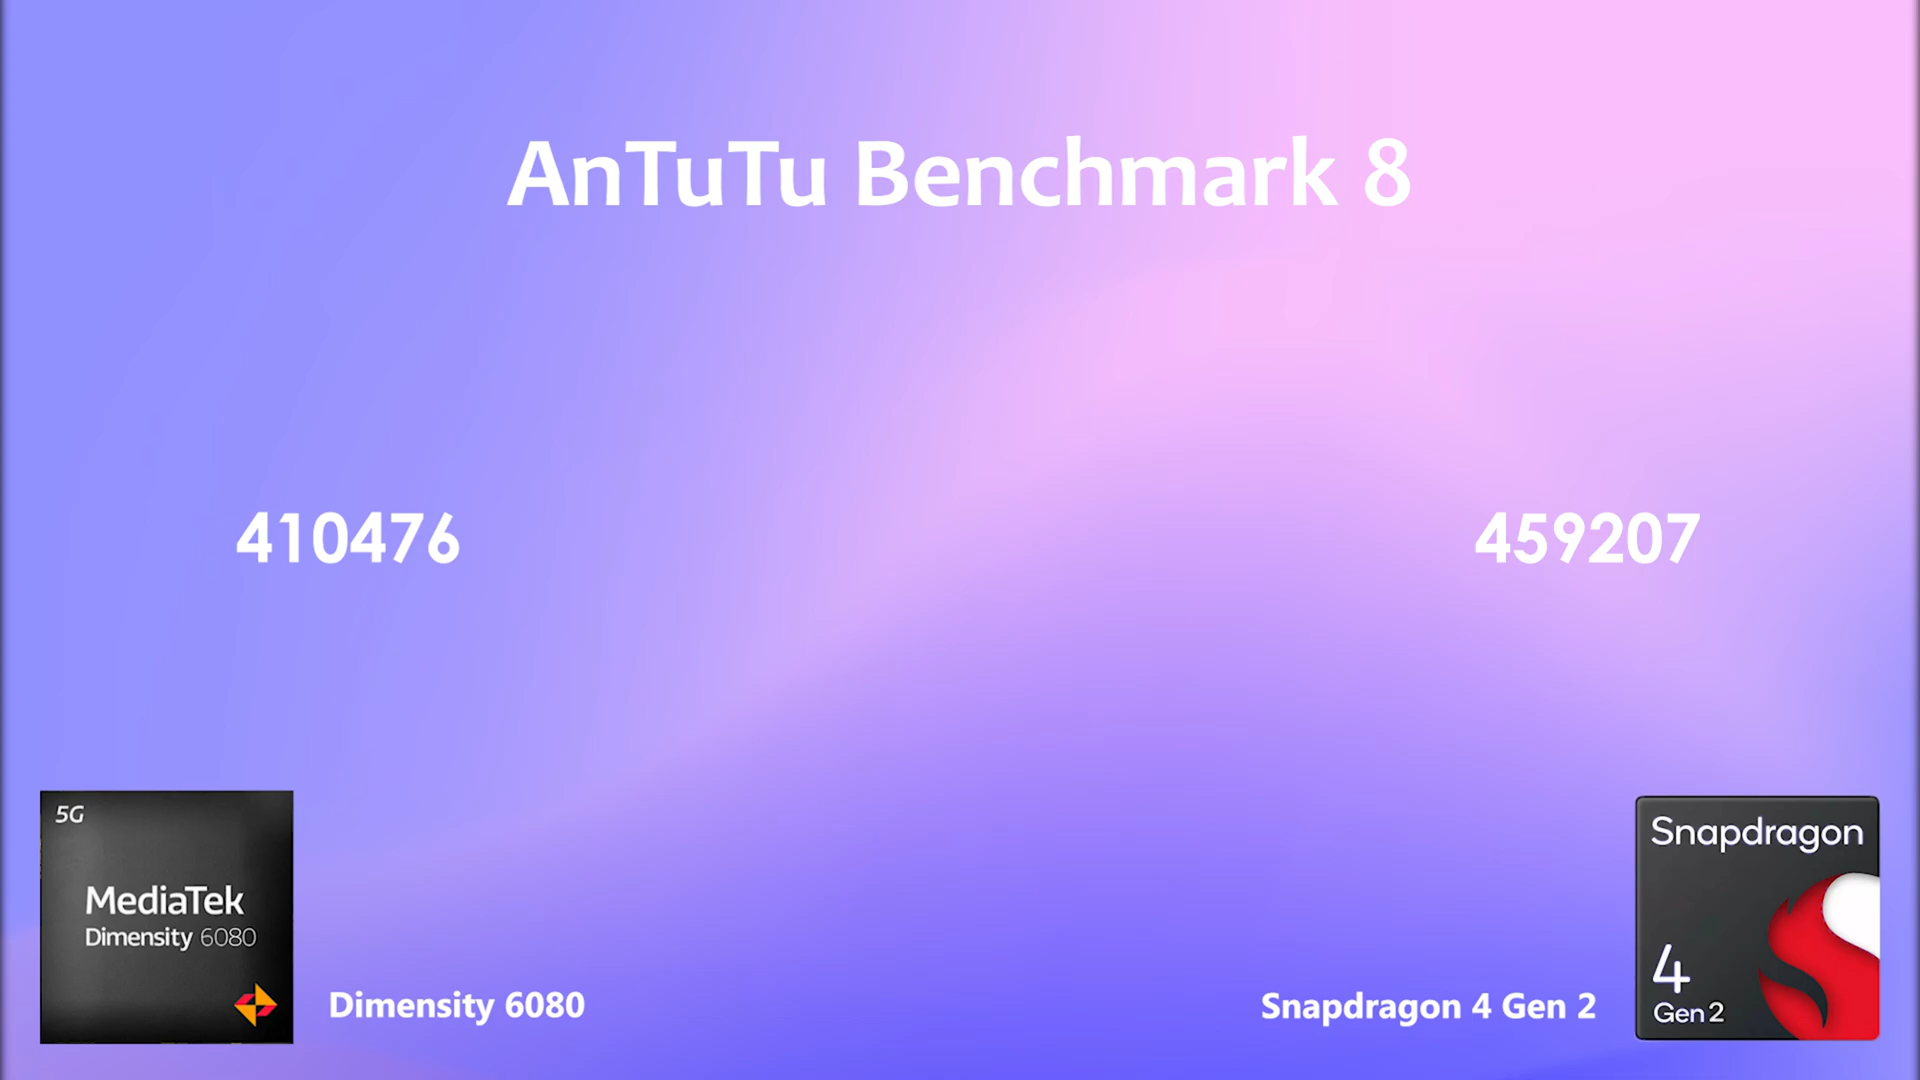 AnTuTu Benchmark 8
410476
459207
5G
MediaTek
Dimensity 6080
Dimensity 6080
Snapdragon 4 Gen 2
Snapdragon
4
Gen 2